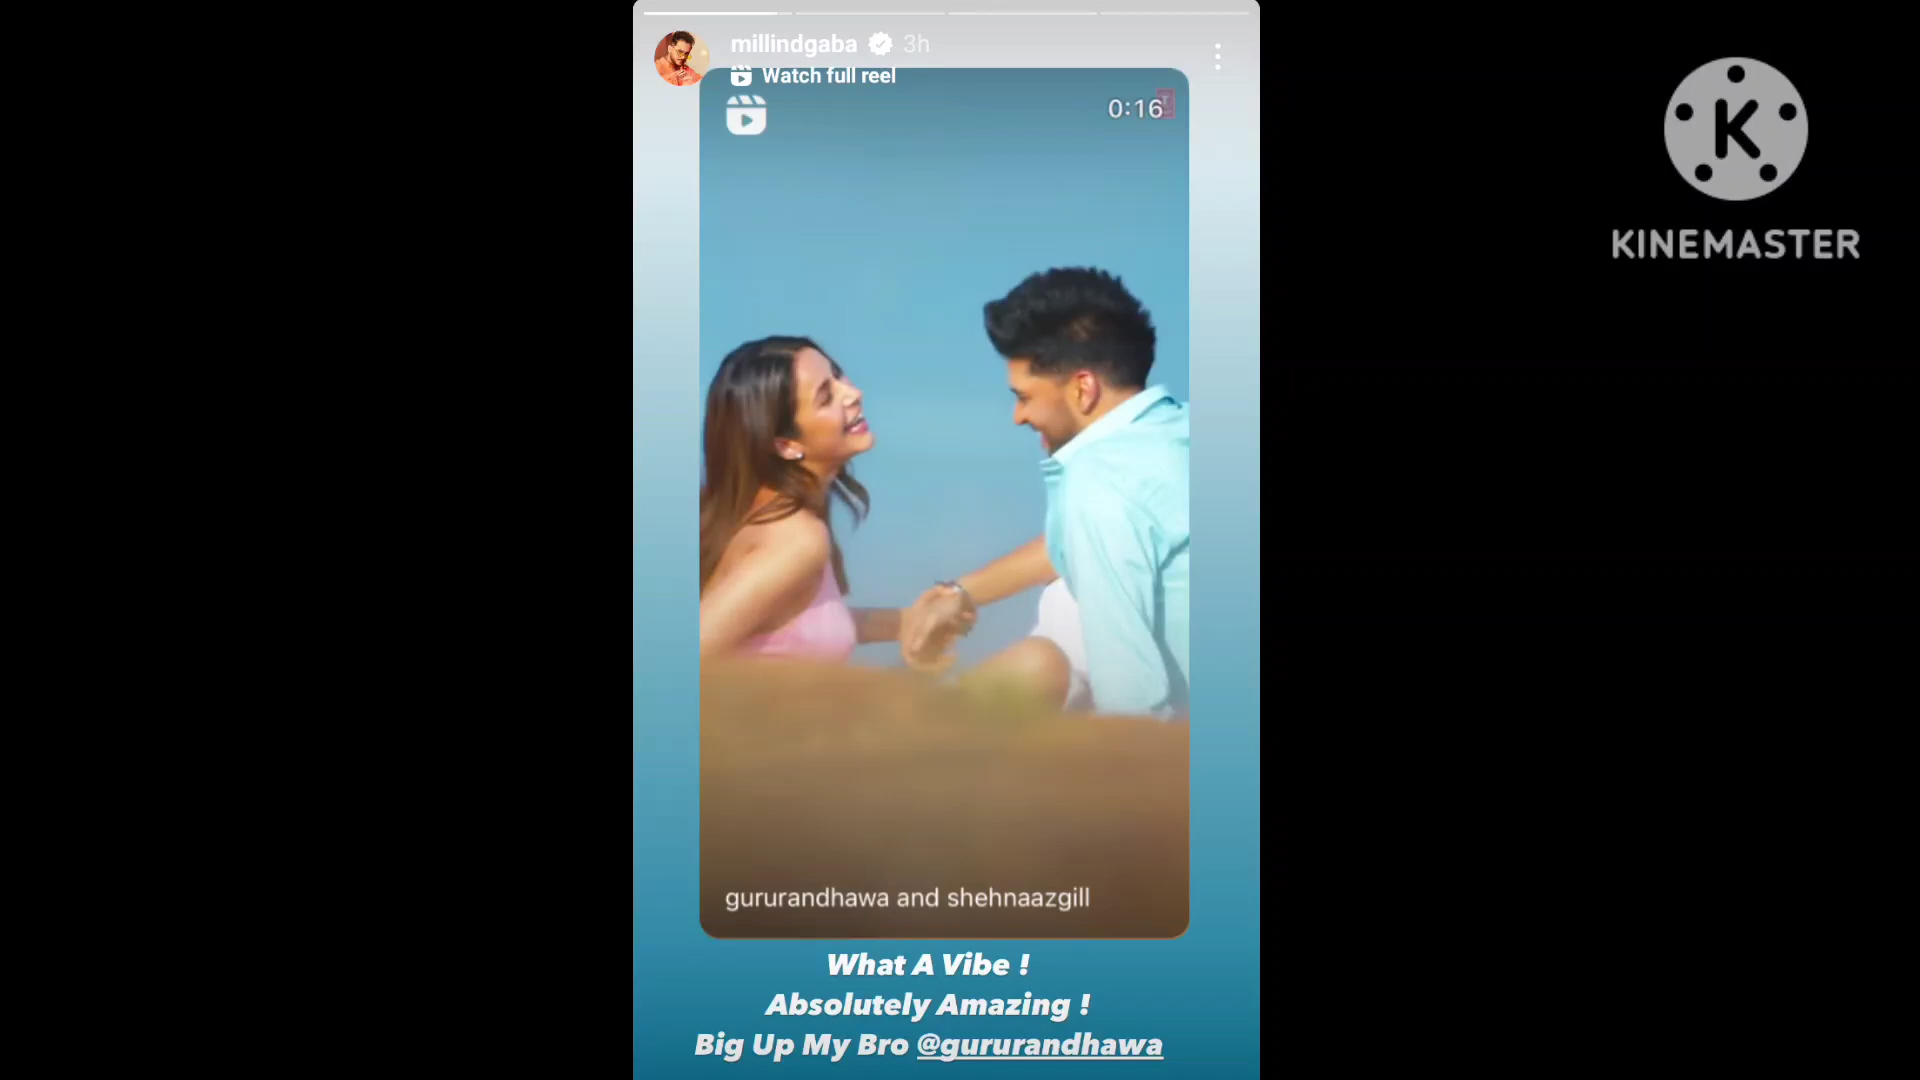 millindgaba 3h
Watch full reel
0:16
K
KINEMASTER
gururandhawa and shehnaazgill
What A Vibe !
Absolutely Amazing !
Big Up My Bro @gururandhawa